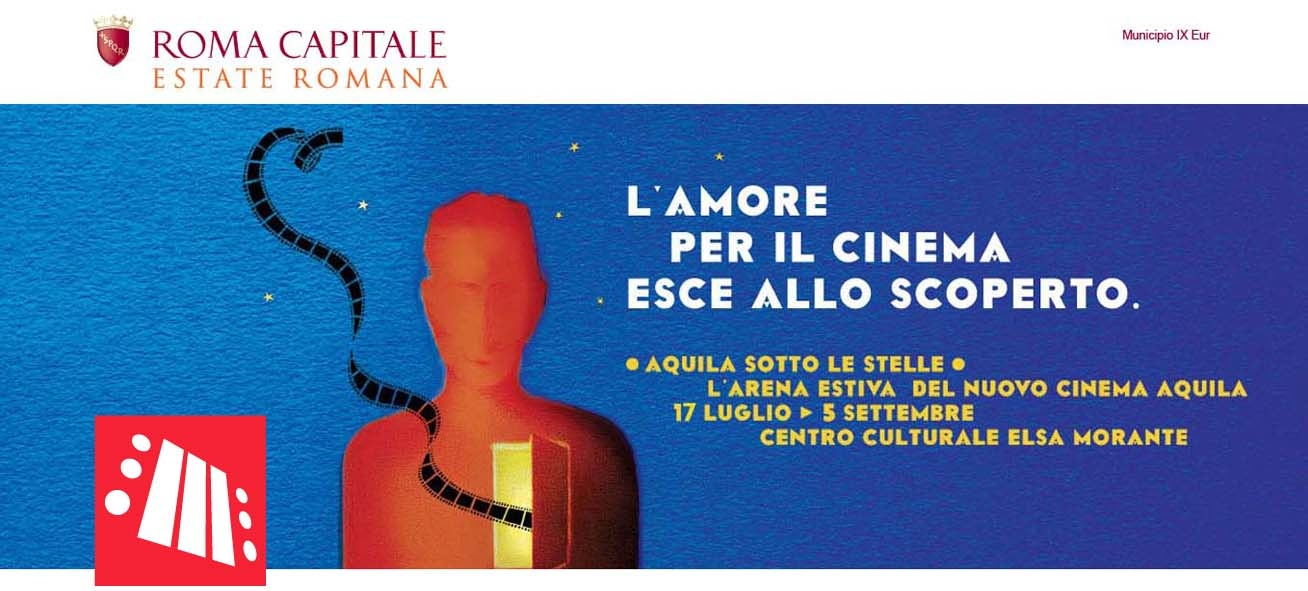 SPQR
ROMA CAPITALE
ESTATE ROMANA
Municipio IX Eur
L'AMORE
PER IL CINEMA
ESCE ALLO SCOPERTO.
• AQUILA SOTTO LE STELLE •
L'ARENA ESTIVA DEL NUOVO CINEMA AQUILA
17 LUGLIO ▸ 5 SETTEMBRE
CENTRO CULTURALE ELSA MORANTE